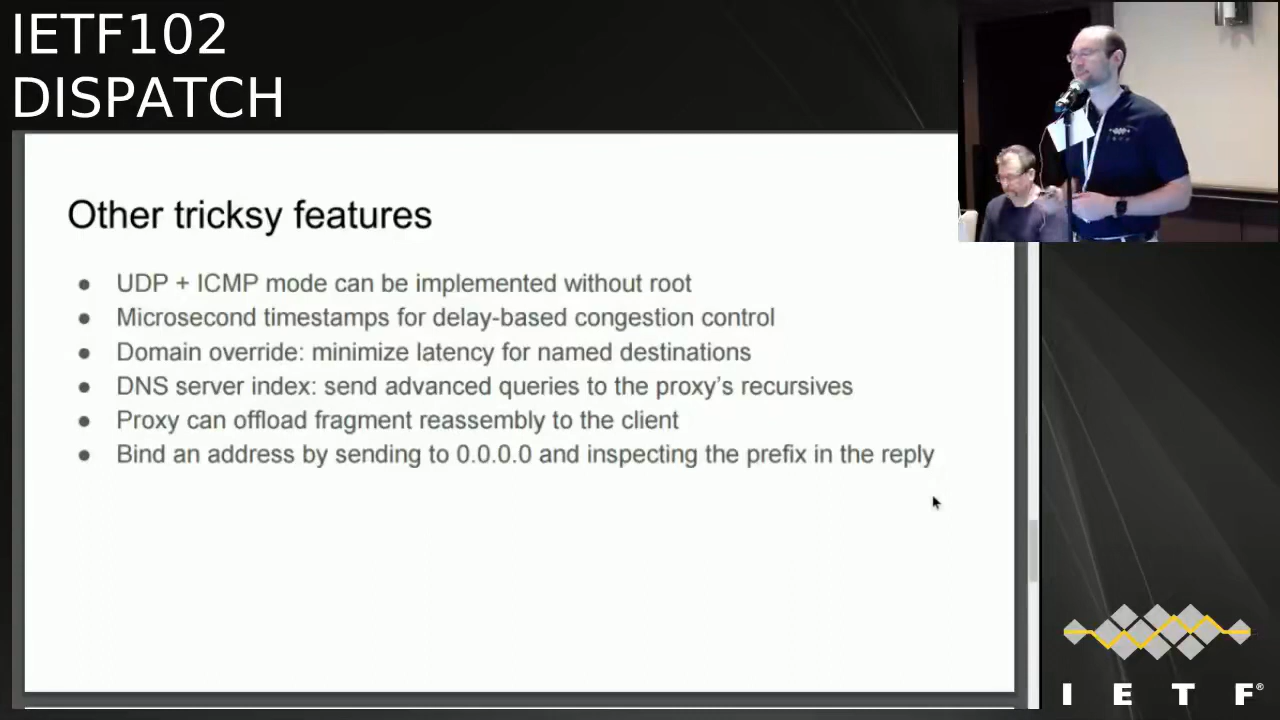 IETF102
DISPATCH
Other tricksy features
● UDP + ICMP mode can be implemented without root
● Microsecond timestamps for delay-based congestion control
● Domain override: minimize latency for named destinations
● DNS server index: send advanced queries to the proxy's recursives
● Proxy can offload fragment reassembly to the client
● Bind an address by sending to 0.0.0.0 and inspecting the prefix in the reply
I E T F®